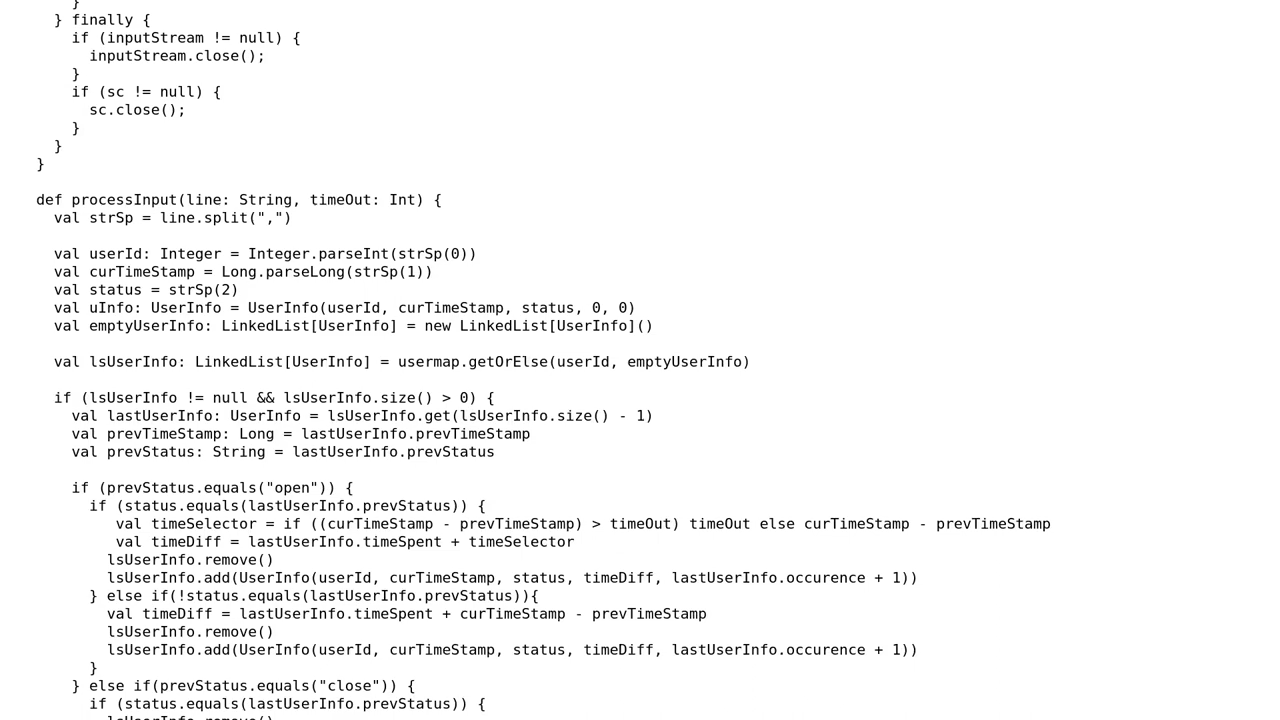 }
} finally {
if (inputStream != null) {
inputStream.close();
}
if (sc != null) {
sc.close();
}
}
}
def processInput(line: String, timeOut: Int) {
val strSp = line.split(",")
val userId: Integer = Integer.parseInt(strSp(0))
val curTimeStamp = Long.parseLong(strSp(1))
val status = strSp(2)
val uInfo: UserInfo = UserInfo(userId, curTimeStamp, status, 0, 0)
val emptyUserInfo: LinkedList[UserInfo] = new LinkedList[UserInfo]()
val lsUserInfo: LinkedList[UserInfo] = usermap.getOrElse(userId, emptyUserInfo)
if (lsUserInfo != null && lsUserInfo.size() > 0) {
val lastUserInfo: UserInfo = lsUserInfo.get(lsUserInfo.size() - 1)
val prevTimeStamp: Long = lastUserInfo.prevTimeStamp
val prevStatus: String = lastUserInfo.prevStatus
if (prevStatus.equals("open")) {
if (status.equals(lastUserInfo.prevStatus)) {
val timeSelector = if ((curTimeStamp - prevTimeStamp) > timeOut) timeOut else curTimeStamp - prevTimeStamp
val timeDiff = lastUserInfo.timeSpent + timeSelector
lsUserInfo.remove()
lsUserInfo.add(UserInfo(userId, curTimeStamp, status, timeDiff, lastUserInfo.occurence + 1))
} else if(!status.equals(lastUserInfo.prevStatus)){
val timeDiff = lastUserInfo.timeSpent + curTimeStamp - prevTimeStamp
lsUserInfo.remove()
lsUserInfo.add(UserInfo(userId, curTimeStamp, status, timeDiff, lastUserInfo.occurence + 1))
}
} else if(prevStatus.equals("close")) {
if (status.equals(lastUserInfo.prevStatus)) {
lsUserInfo.remove()